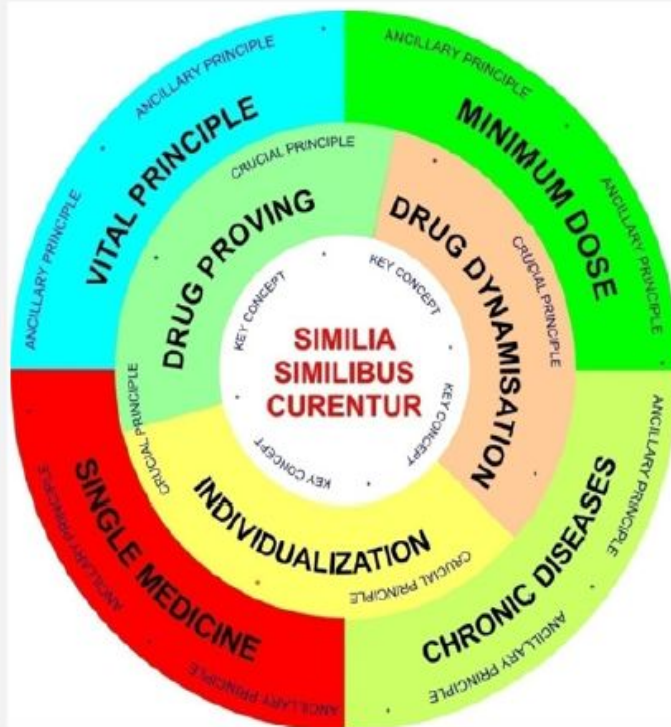 ANCILLARY PRINCIPLE
ANCILLARY PRINCIPLE
VITAL PRINCIPLE
ANCILLARY PRINCIPLE
ANCILLARY PRINCIPLE
MINIMUM DOSE
CRUCIAL PRINCIPLE
CRUCIAL PRINCIPLE
DRUG PROVING
CRUCIAL PRINCIPLE
DRUG DYNAMISATION
KEY CONCEPT
KEY CONCEPT
SIMILIA
SIMILIBUS
CURENTUR
KEY CONCEPT
KEY CONCEPT
INDIVIDUALIZATION
CRUCIAL PRINCIPLE
ANCILLARY PRINCIPLE
SINGLE MEDICINE
ANCILLARY PRINCIPLE
ANCILLARY PRINCIPLE
ANCILLARY PRINCIPLE
CHRONIC DISEASES
ANCILLARY PRINCIPLE